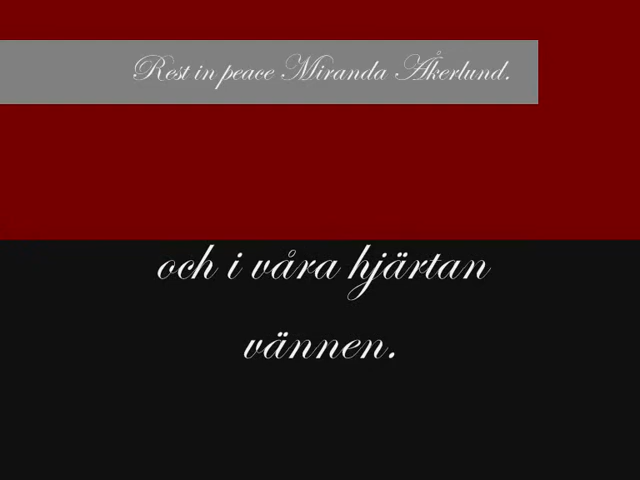 Rest in peace Miranda Åkerlund.
och i våra hjärtan
vännen.